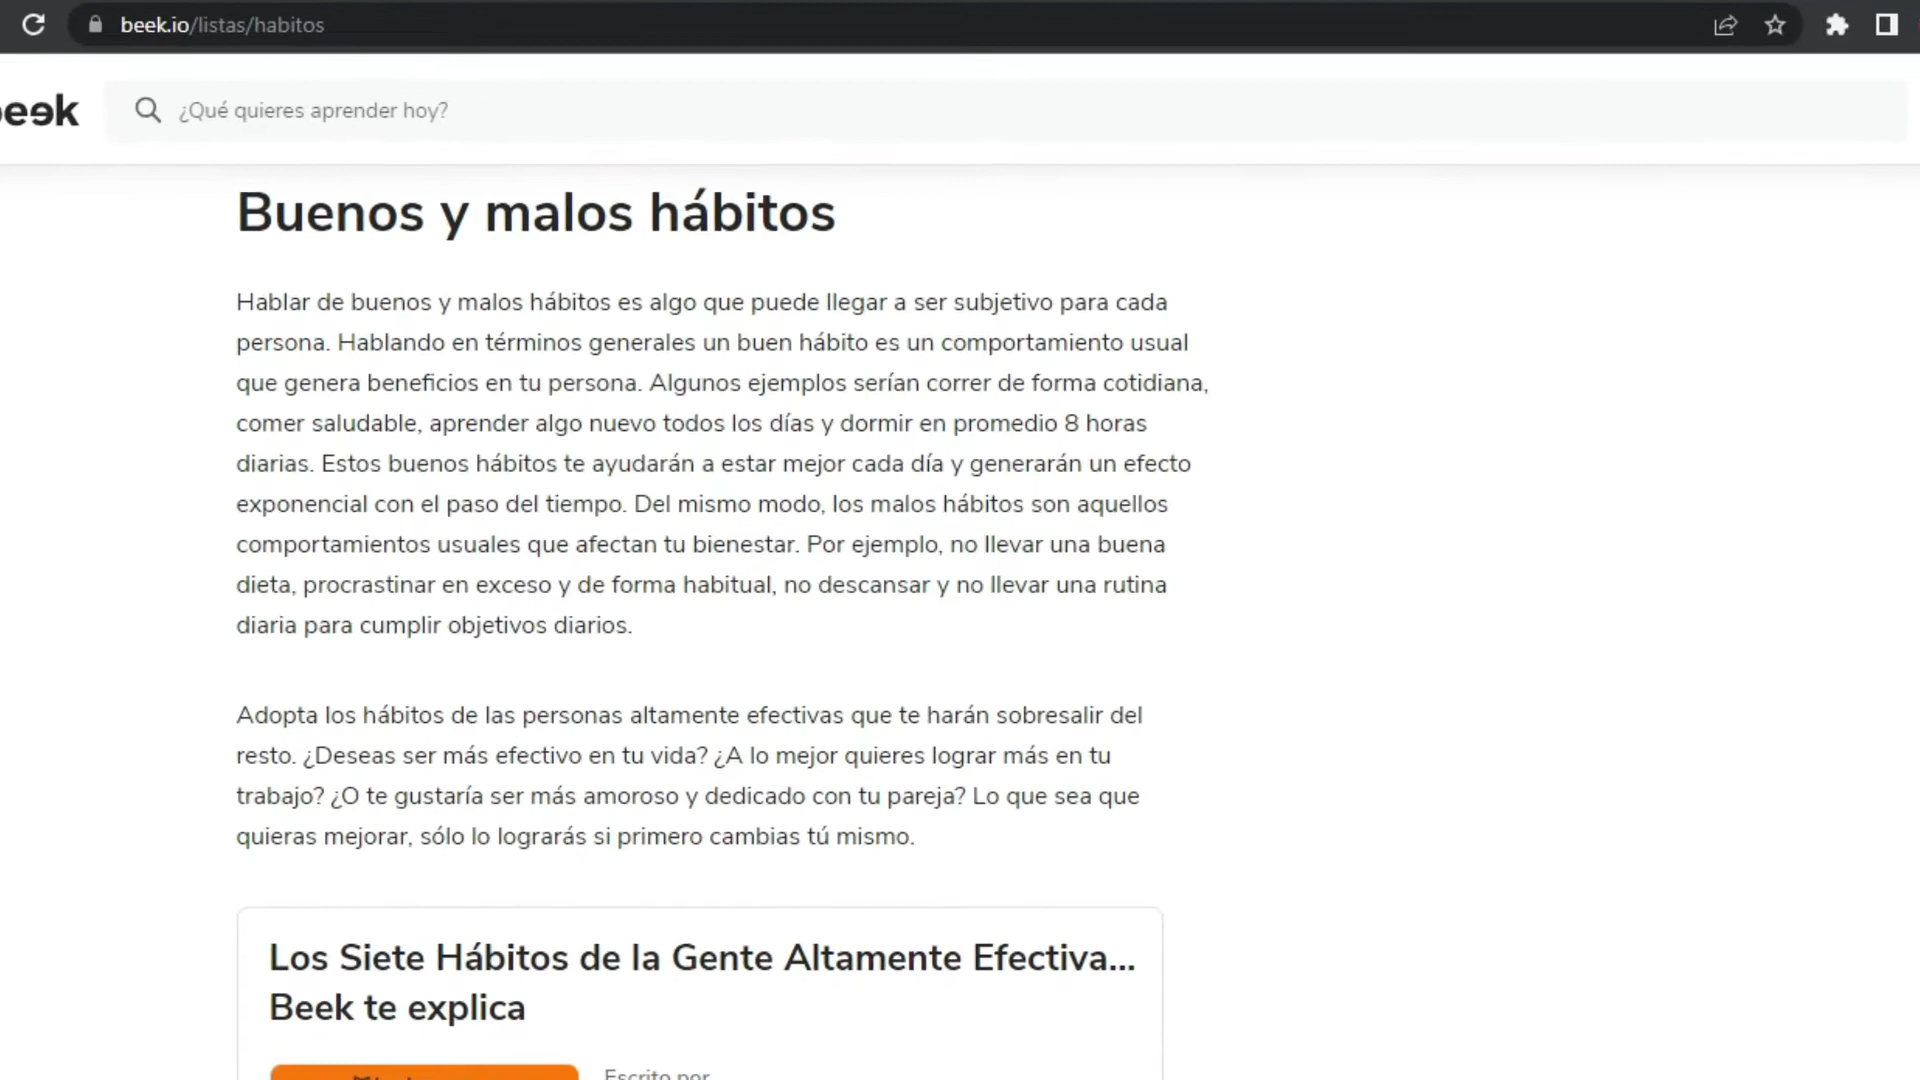 beek.io/listas/habitos
beek
¿Qué quieres aprender hoy?
Buenos y malos hábitos
Hablar de buenos y malos hábitos es algo que puede llegar a ser subjetivo para cada
persona. Hablando en términos generales un buen hábito es un comportamiento usual
que genera beneficios en tu persona. Algunos ejemplos serían correr de forma cotidiana,
comer saludable, aprender algo nuevo todos los días y dormir en promedio 8 horas
diarias. Estos buenos hábitos te ayudarán a estar mejor cada día y generarán un efecto
exponencial con el paso del tiempo. Del mismo modo, los malos hábitos son aquellos
comportamientos usuales que afectan tu bienestar. Por ejemplo, no llevar una buena
dieta, procrastinar en exceso y de forma habitual, no descansar y no llevar una rutina
diaria para cumplir objetivos diarios.
Adopta los hábitos de las personas altamente efectivas que te harán sobresalir del
resto. ¿Deseas ser más efectivo en tu vida? ¿A lo mejor quieres lograr más en tu
trabajo? ¿O te gustaría ser más amoroso y dedicado con tu pareja? Lo que sea que
quieras mejorar, sólo lo lograrás si primero cambias tú mismo.
Los Siete Hábitos de la Gente Altamente Efectiva...
Beek te explica
Escrito por